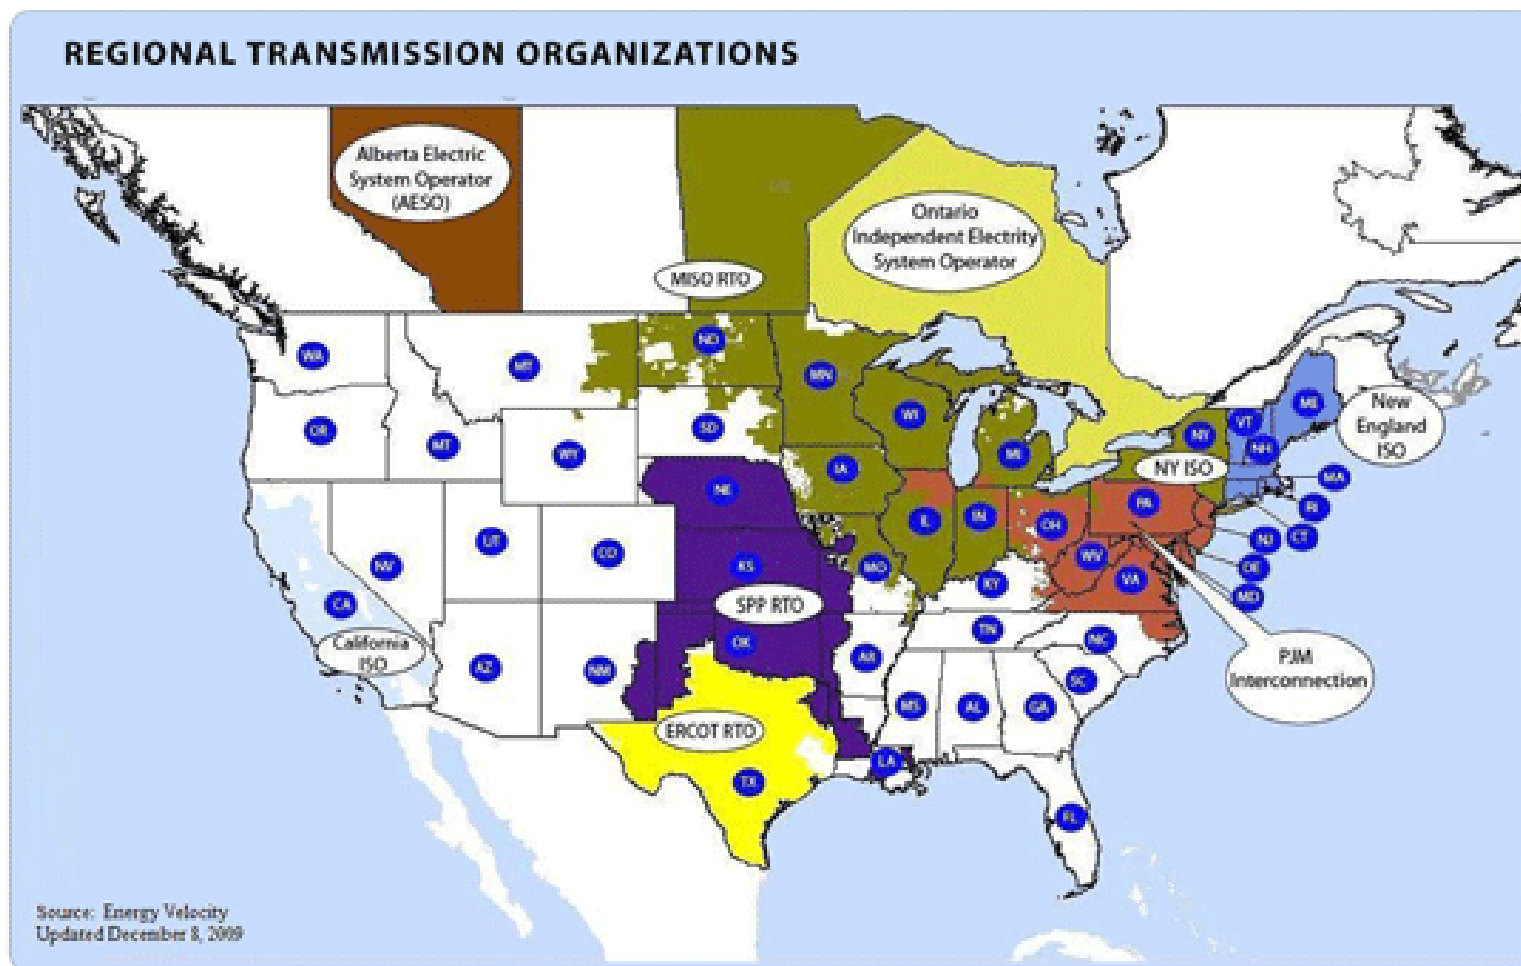 REGIONAL TRANSMISSION ORGANIZATIONS
Alberta Electric
System Operator
(AESO)
Ontario
Independent Electrity
System Operator
MISO RTO
WA
MT
ND
MN
WI
MI
OR
MT
WY
SD
IA
NY
VT
NH
ME
New
England
ISO
NY ISO
MA
RI
CT
NJ
DE
MD
NE
IL
IN
OH
PA
WV
VA
NV
UT
CO
KS
MO
KY
CA
California
ISO
SPP RTO
OK
TN
NC
AZ
NM
AR
SC
PJM
Interconnection
MS
AL
GA
ERCOT RTO
TX
LA
FL
Source: Energy Velocity
Updated December 8, 2009